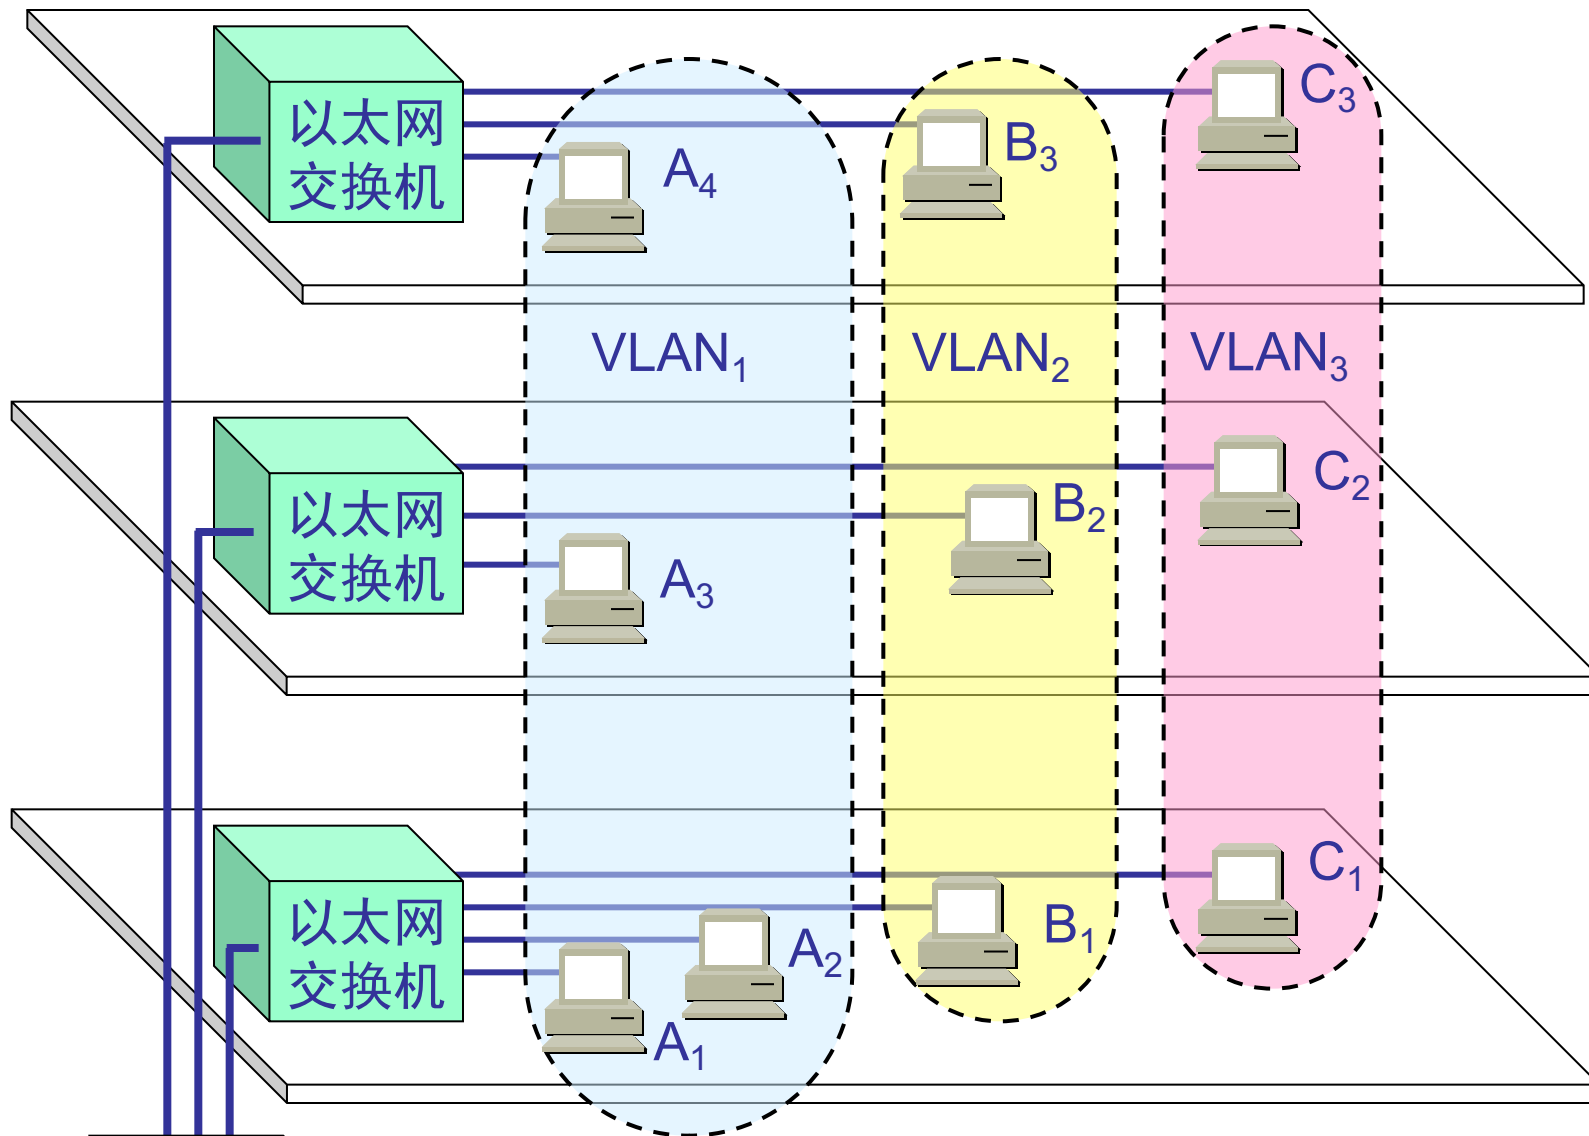 以太网
交换机
A₄
B₃
C₃
VLAN₁
VLAN₂
VLAN₃
以太网
交换机
A₃
B₂
C₂
以太网
交换机
A₁
A₂
B₁
C₁